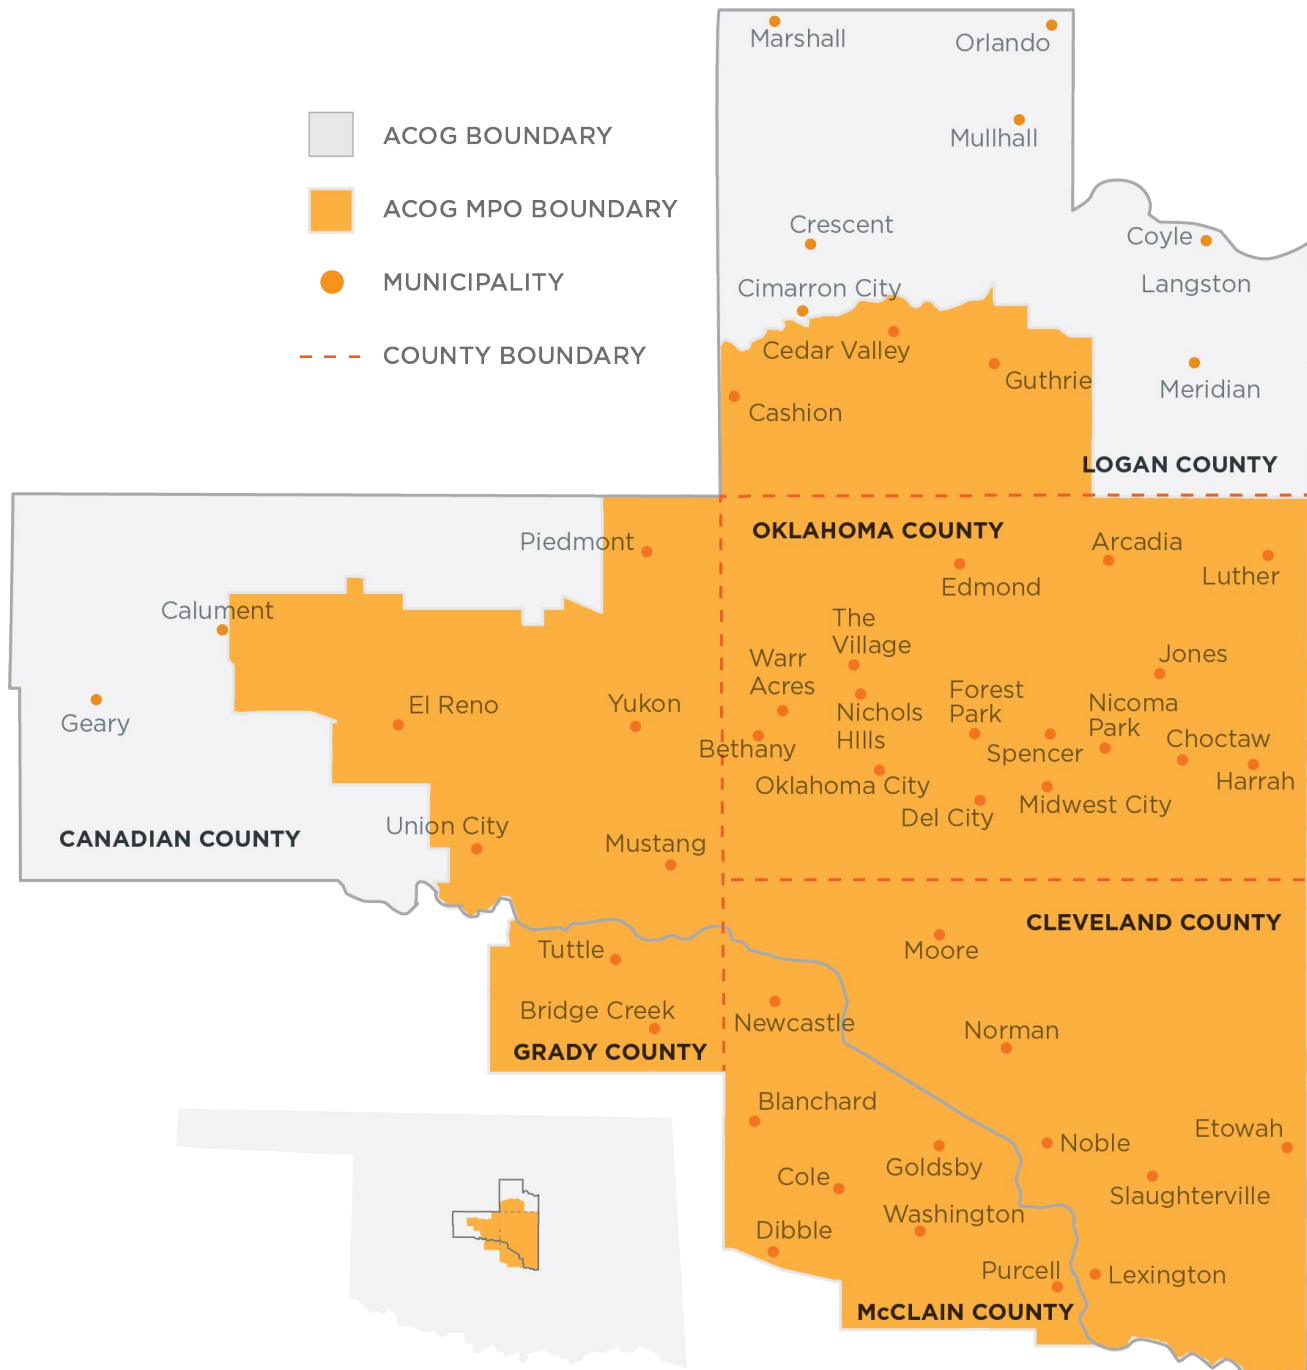 Marshall
Orlando
Mullhall
ACOG BOUNDARY
ACOG MPO BOUNDARY
MUNICIPALITY
COUNTY BOUNDARY
Crescent
Coyle
Cimarron City
Langston
Cedar Valley
Guthrie
Meridian
Cashion
LOGAN COUNTY
OKLAHOMA COUNTY
Piedmont
Arcadia
Edmond
Luther
Calument
The
Village
Warr
Acres
Jones
Forest
Park
Nicoma
Park
Geary
El Reno
Yukon
Nichols
HIlls
Bethany
Spencer
Choctaw
Oklahoma City
Harrah
Del City
Midwest City
CANADIAN COUNTY
Union City
Mustang
CLEVELAND COUNTY
Tuttle
Moore
Bridge Creek
Newcastle
Norman
GRADY COUNTY
Blanchard
Etowah
Noble
Goldsby
Cole
Slaughterville
Washington
Dibble
Purcell
Lexington
McCLAIN COUNTY